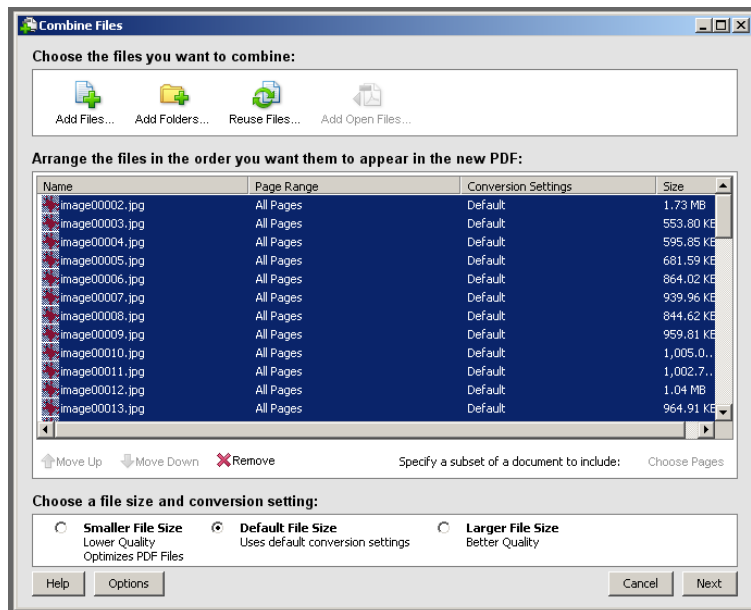 Combine Files
Choose the files you want to combine:
Add Files... Add Folders... Reuse Files... Add Open Files...
Arrange the files in the order you want them to appear in the new PDF:
Name Page Range Conversion Settings Size
image00002.jpg All Pages Default 1.73 MB
image00003.jpg All Pages Default 553.80 KB
image00004.jpg All Pages Default 595.85 KB
image00005.jpg All Pages Default 681.59 KB
image00006.jpg All Pages Default 864.02 KB
image00007.jpg All Pages Default 939.96 KB
image00008.jpg All Pages Default 844.62 KB
image00009.jpg All Pages Default 959.81 KB
image00010.jpg All Pages Default 1,005.0...
image00011.jpg All Pages Default 1,002.7...
image00012.jpg All Pages Default 1.04 MB
image00013.jpg All Pages Default 964.91 KB
Move Up Move Down Remove Specify a subset of a document to include: Choose Pages
Choose a file size and conversion setting:
Smaller File Size Default File Size Larger File Size
Lower Quality Uses default conversion settings Better Quality
Optimizes PDF Files
Help Options Cancel Next